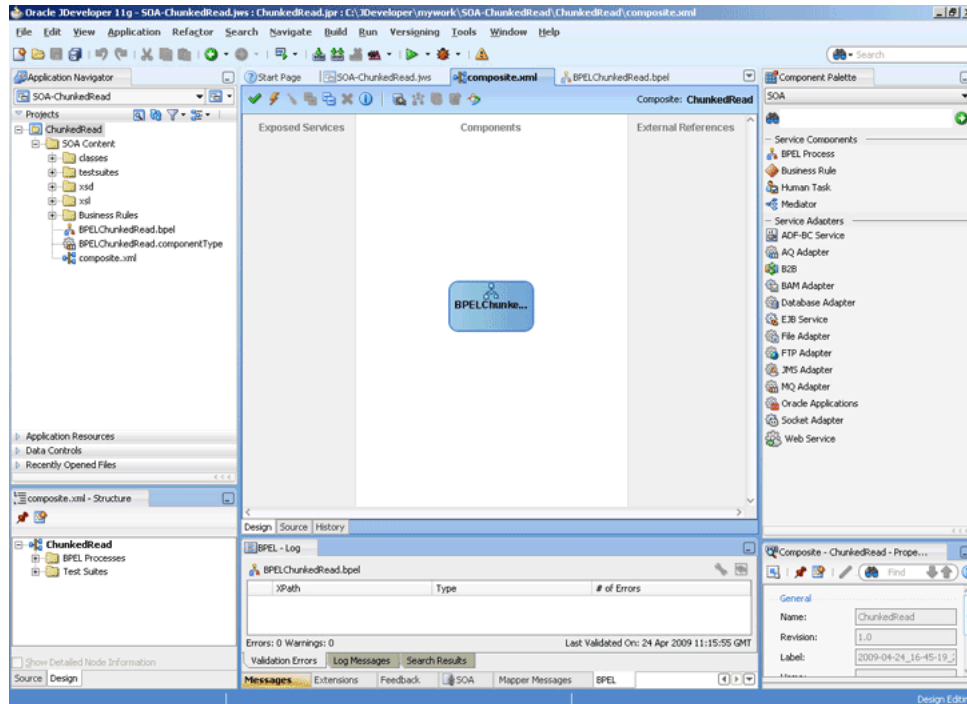 Oracle JDeveloper 11g - SOA-ChunkedRead.jws : ChunkedRead.jpr : C:\JDeveloper\mywork\SOA-ChunkedRead\ChunkedRead\composite.xml
File Edit View Application Refactor Search Navigate Build Run Versioning Tools Window Help
Search
Application Navigator
SOA-ChunkedRead
Projects
ChunkedRead
SOA Content
classes
testsuites
xsd
xsl
Business Rules
BPELChunkedRead.bpel
BPELChunkedRead.componentType
composite.xml
Application Resources
Data Controls
Recently Opened Files
composite.xml - Structure
ChunkedRead
BPEL Processes
Test Suites
Show Detailed Node Information
Source Design
Start Page SOA-ChunkedRead.jws composite.xml BPELChunkedRead.bpel
Composite: ChunkedRead
Exposed Services Components External References
BPELChunke...
Design Source History
BPEL - Log
BPELChunkedRead.bpel
XPath Type # of Errors
Errors: 0 Warnings: 0 Last Validated On: 24 Apr 2009 11:15:55 GMT
Validation Errors Log Messages Search Results
Messages Extensions Feedback SOA Mapper Messages BPEL
Component Palette
SOA
Service Components
BPEL Process
Business Rule
Human Task
Mediator
Service Adapters
ADF-BC Service
AQ Adapter
B2B
BAM Adapter
Database Adapter
EJB Service
File Adapter
FTP Adapter
JMS Adapter
MQ Adapter
Oracle Applications
Socket Adapter
Web Service
Composite - ChunkedRead - Prope...
Find
General
Name: ChunkedRead
Revision: 1.0
Label: 2009-04-24_16-45-19_
Design Editin